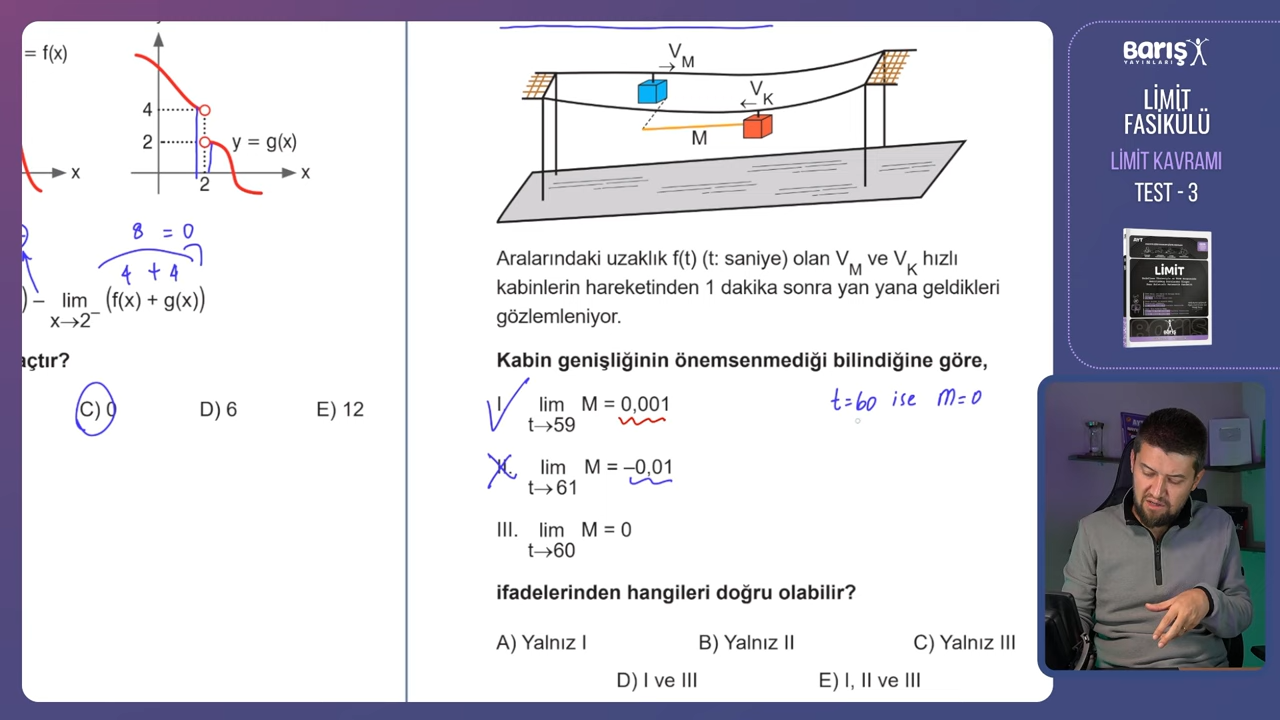 = f(x)
4
2
y = g(x)
x
x
2
8 = 0
4 + 4
) – lim (f(x) + g(x))
x→2⁻
açtır?
C) 0
D) 6
E) 12
V_M
V_K
M
Aralarındaki uzaklık f(t) (t: saniye) olan V_M ve V_K hızlı
kabinlerin hareketinden 1 dakika sonra yan yana geldikleri
gözlemleniyor.
Kabin genişliğinin önemsenmediği bilindiğine göre,
I. lim M = 0,001
t→59
t=60 ise M=0
II. lim M = –0,01
t→61
III. lim M = 0
t→60
ifadelerinden hangileri doğru olabilir?
A) Yalnız I
B) Yalnız II
C) Yalnız III
D) I ve III
E) I, II ve III
BARIŞ
YAYINLARI
LİMİT
FASİKÜLÜ
LİMİT KAVRAMI
TEST - 3
AYT
LİMİT
BARIŞ